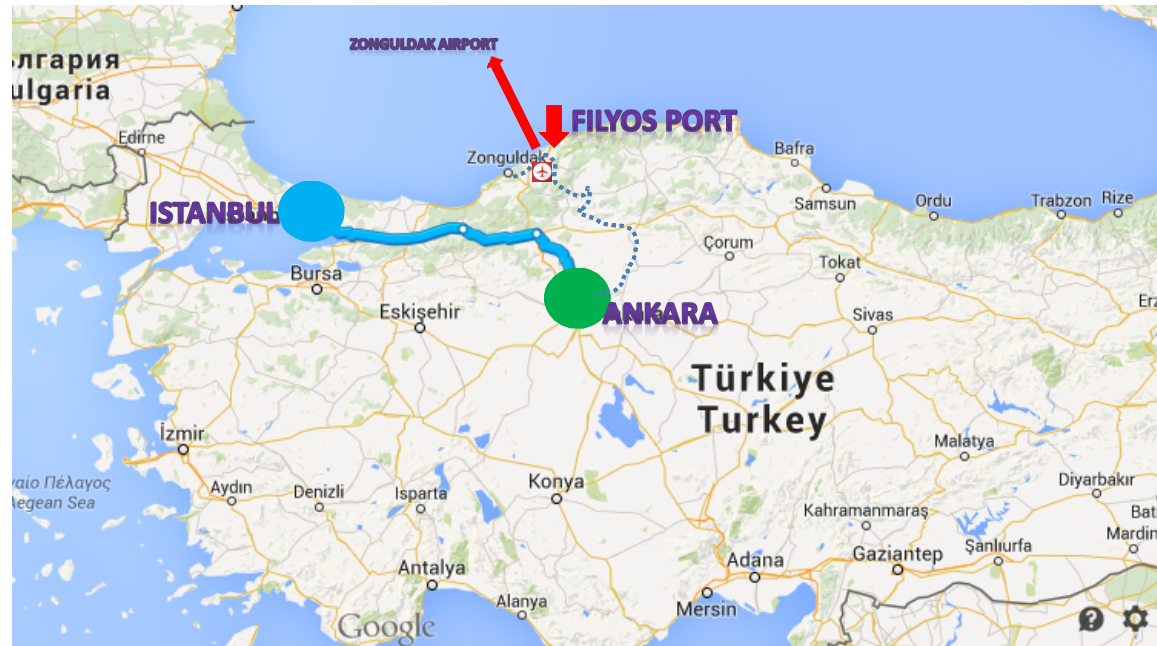 ZONGULDAK AIRPORT
лгария
ulgaria
FILYOS PORT
Edirne
Zonguldak
Bafra
ISTANBUL
Samsun
Ordu
Trabzon
Rize
Çorum
Bursa
Tokat
Eskişehir
ANKARA
Sivas
Erz
Türkiye
Turkey
İzmir
Malatya
αίο Πέλαγος
Aegean Sea
Aydın
Denizli
Isparta
Konya
Diyarbakır
Kahramanmaraş
Bat
Mardin
Gaziantep
Şanlıurfa
Adana
Antalya
Alanya
Mersin
Google